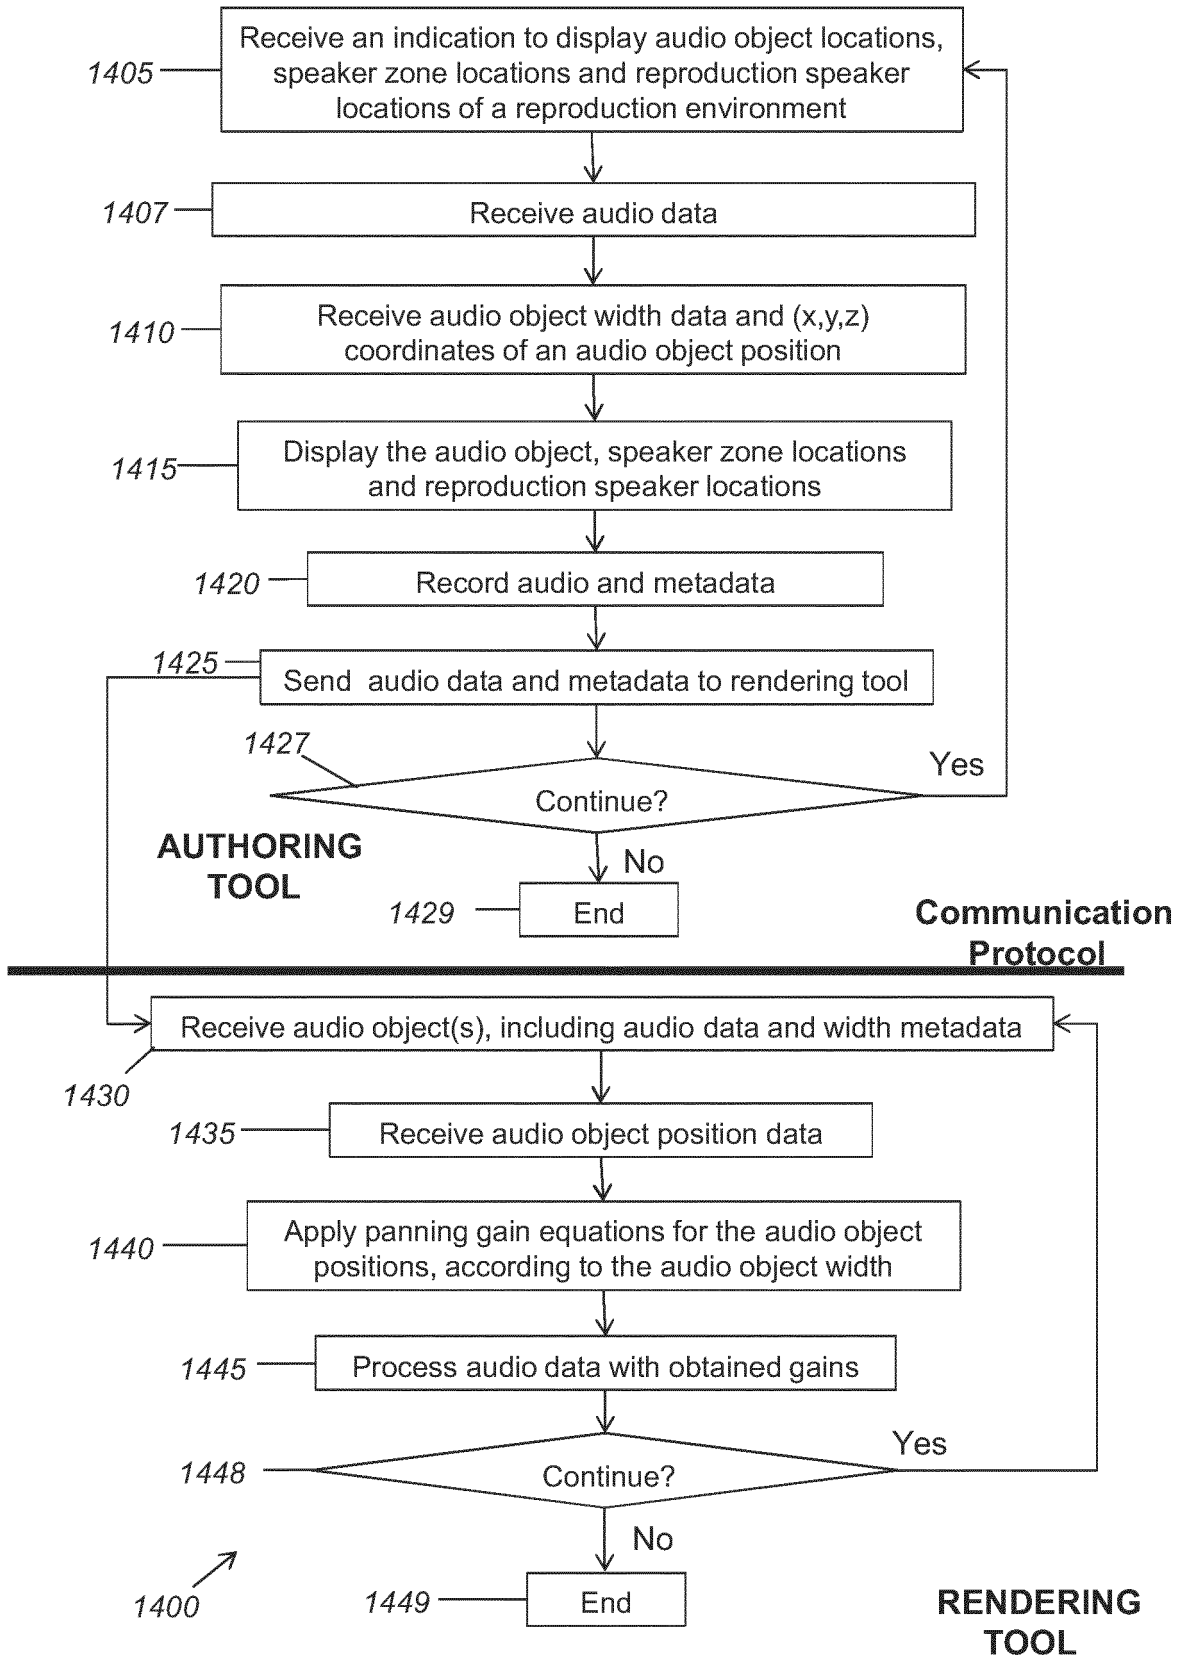 Receive an indication to display audio object locations,
speaker zone locations and reproduction speaker
locations of a reproduction environment
1405
1407
Receive audio data
1410
Receive audio object width data and (x,y,z)
coordinates of an audio object position
1415
Display the audio object, speaker zone locations
and reproduction speaker locations
1420
Record audio and metadata
1425
Send audio data and metadata to rendering tool
1427
Yes
Continue?
AUTHORING
TOOL
No
1429
End
Communication
Protocol
Receive audio object(s), including audio data and width metadata
1430
1435
Receive audio object position data
1440
Apply panning gain equations for the audio object
positions, according to the audio object width
1445
Process audio data with obtained gains
Yes
1448
Continue?
No
1400
1449
End
RENDERING
TOOL